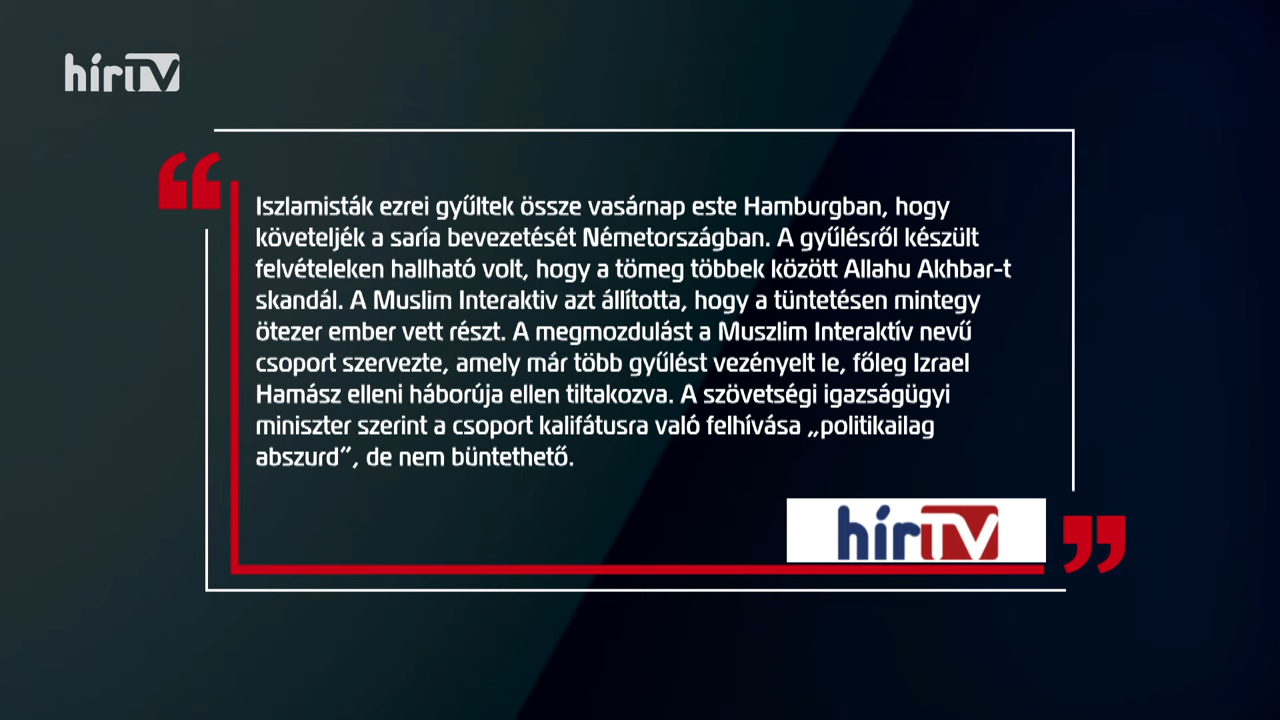 hírTV
Iszlamisták ezrei gyűltek össze vasárnap este Hamburgban, hogy
követeljék a saría bevezetését Németországban. A gyűlésről készült
felvételeken hallható volt, hogy a tömeg többek között Allahu Akhbar-t
skandál. A Muslim Interaktiv azt állította, hogy a tüntetésen mintegy
ötezer ember vett részt. A megmozdulást a Muszlim Interaktív nevű
csoport szervezte, amely már több gyűlést vezényelt le, főleg Izrael
Hamász elleni háborúja ellen tiltakozva. A szövetségi igazságügyi
miniszter szerint a csoport kalifátusra való felhívása „politikailag
abszurd”, de nem büntethető.
hírTV